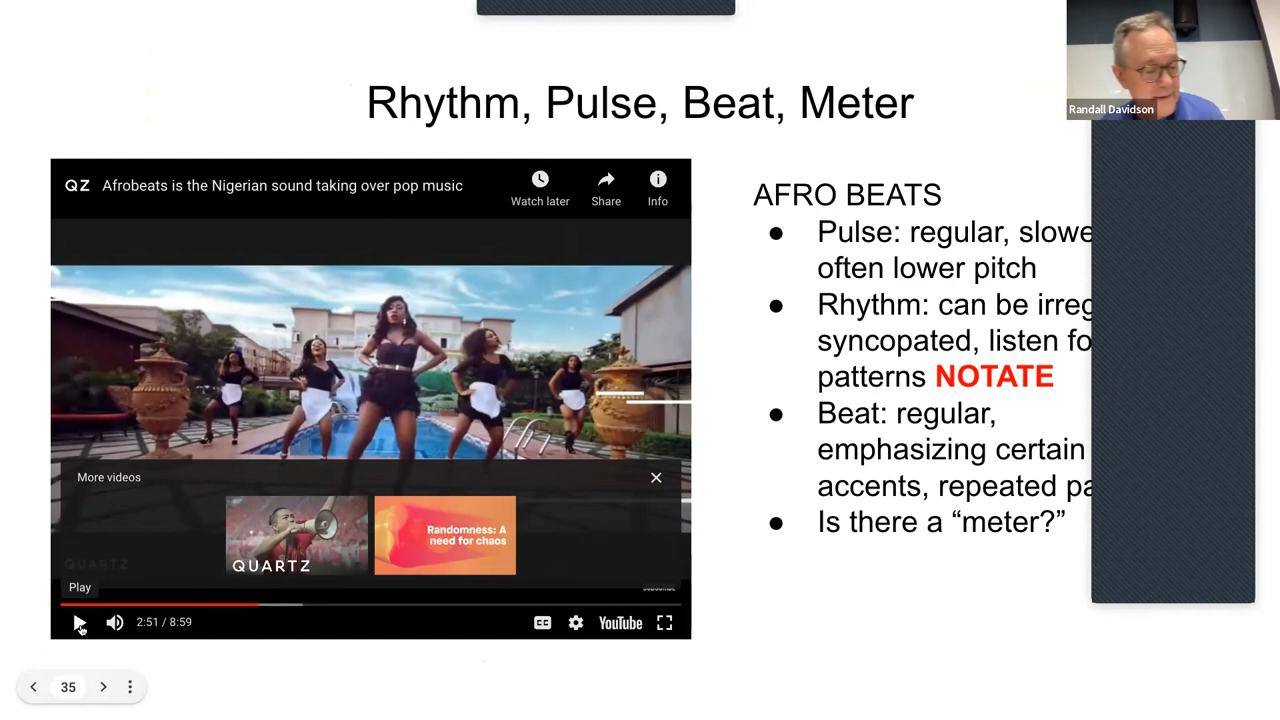 Randall Davidson
Rhythm, Pulse, Beat, Meter
QZ Afrobeats is the Nigerian sound taking over pop music
Watch later
Share
Info
More videos
QUARTZ
Randomness: A
need for chaos
QUARTZ
SUBSCRIBE
Play
2:51 / 8:59
CC
YouTube
AFRO BEATS
● Pulse: regular, slowe
often lower pitch
● Rhythm: can be irreg
syncopated, listen fo
patterns NOTATE
● Beat: regular,
emphasizing certain
accents, repeated pa
● Is there a “meter?”
35